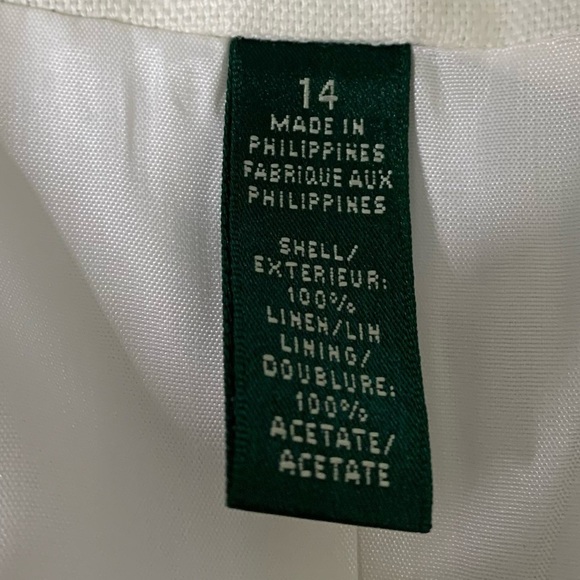 14
MADE IN
PHILIPPINES
FABRIQUE AUX
PHILIPPINES
SHELL/
EXTERIEUR:
100%
LINEN/LIN
LINING/
DOUBLURE:
100%
ACETATE/
ACETATE